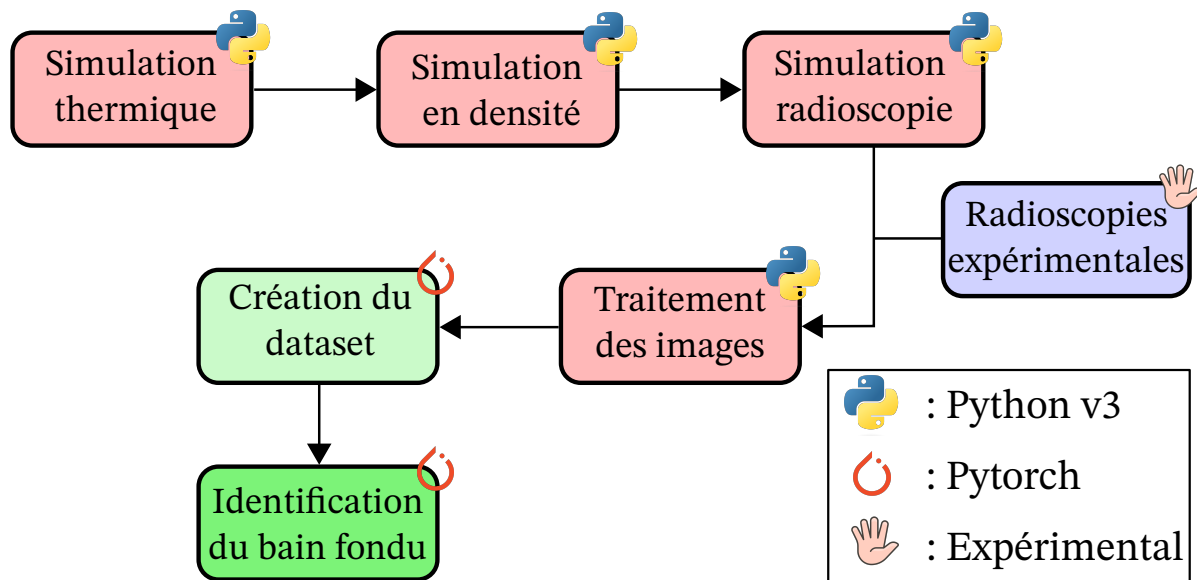 Simulation
thermique
Simulation
en densité
Simulation
radioscopie
Radioscopies
expérimentales
Traitement
des images
Création du
dataset
Identification
du bain fondu
: Python v3
: Pytorch
: Expérimental